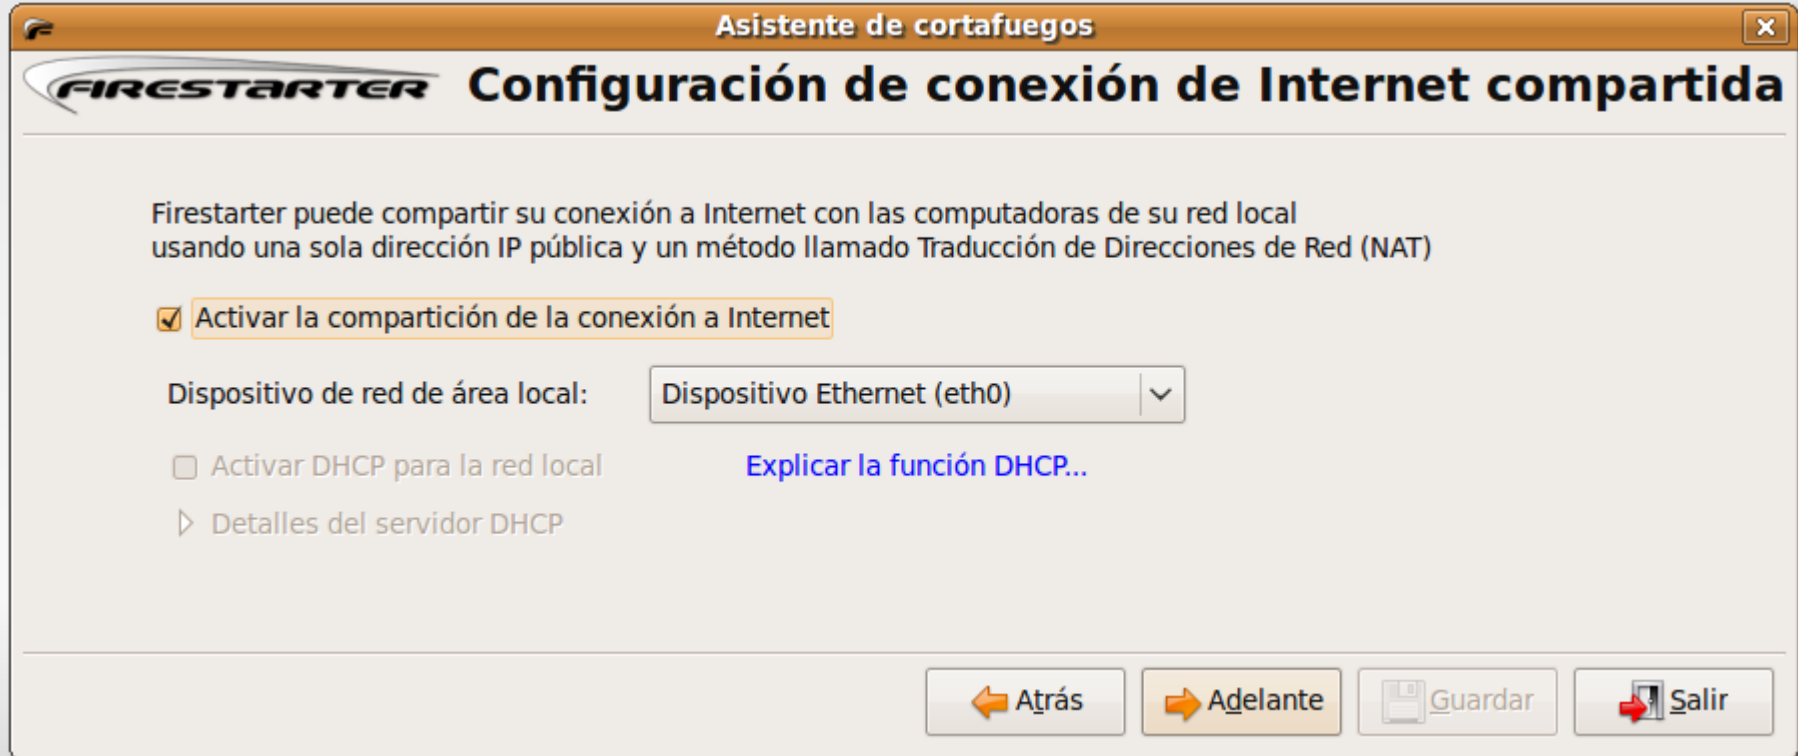 Asistente de cortafuegos
FIRESTARTER Configuración de conexión de Internet compartida
Firestarter puede compartir su conexión a Internet con las computadoras de su red local
usando una sola dirección IP pública y un método llamado Traducción de Direcciones de Red (NAT)
Activar la compartición de la conexión a Internet
Dispositivo de red de área local: Dispositivo Ethernet (eth0)
Activar DHCP para la red local Explicar la función DHCP...
Detalles del servidor DHCP
Atrás Adelante Guardar Salir